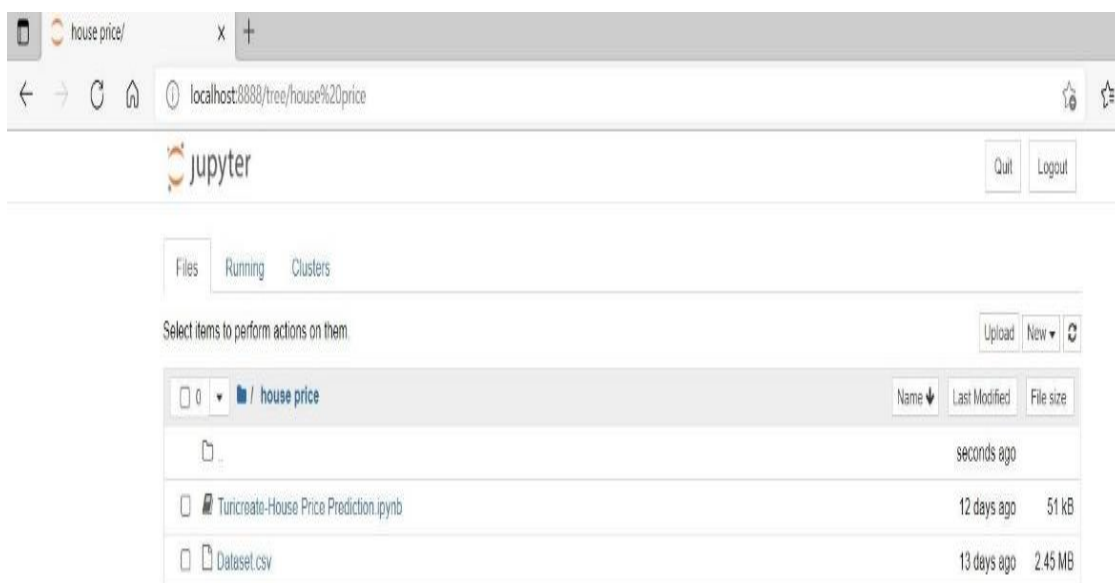 house price/
localhost:8888/tree/house%20price
jupyter
Quit Logout
Files Running Clusters
Select items to perform actions on them.
Upload New
0 / house price Name Last Modified File size
.. seconds ago
Turicreate-House Price Prediction.ipynb 12 days ago 51 kB
Dataset.csv 13 days ago 2.45 MB